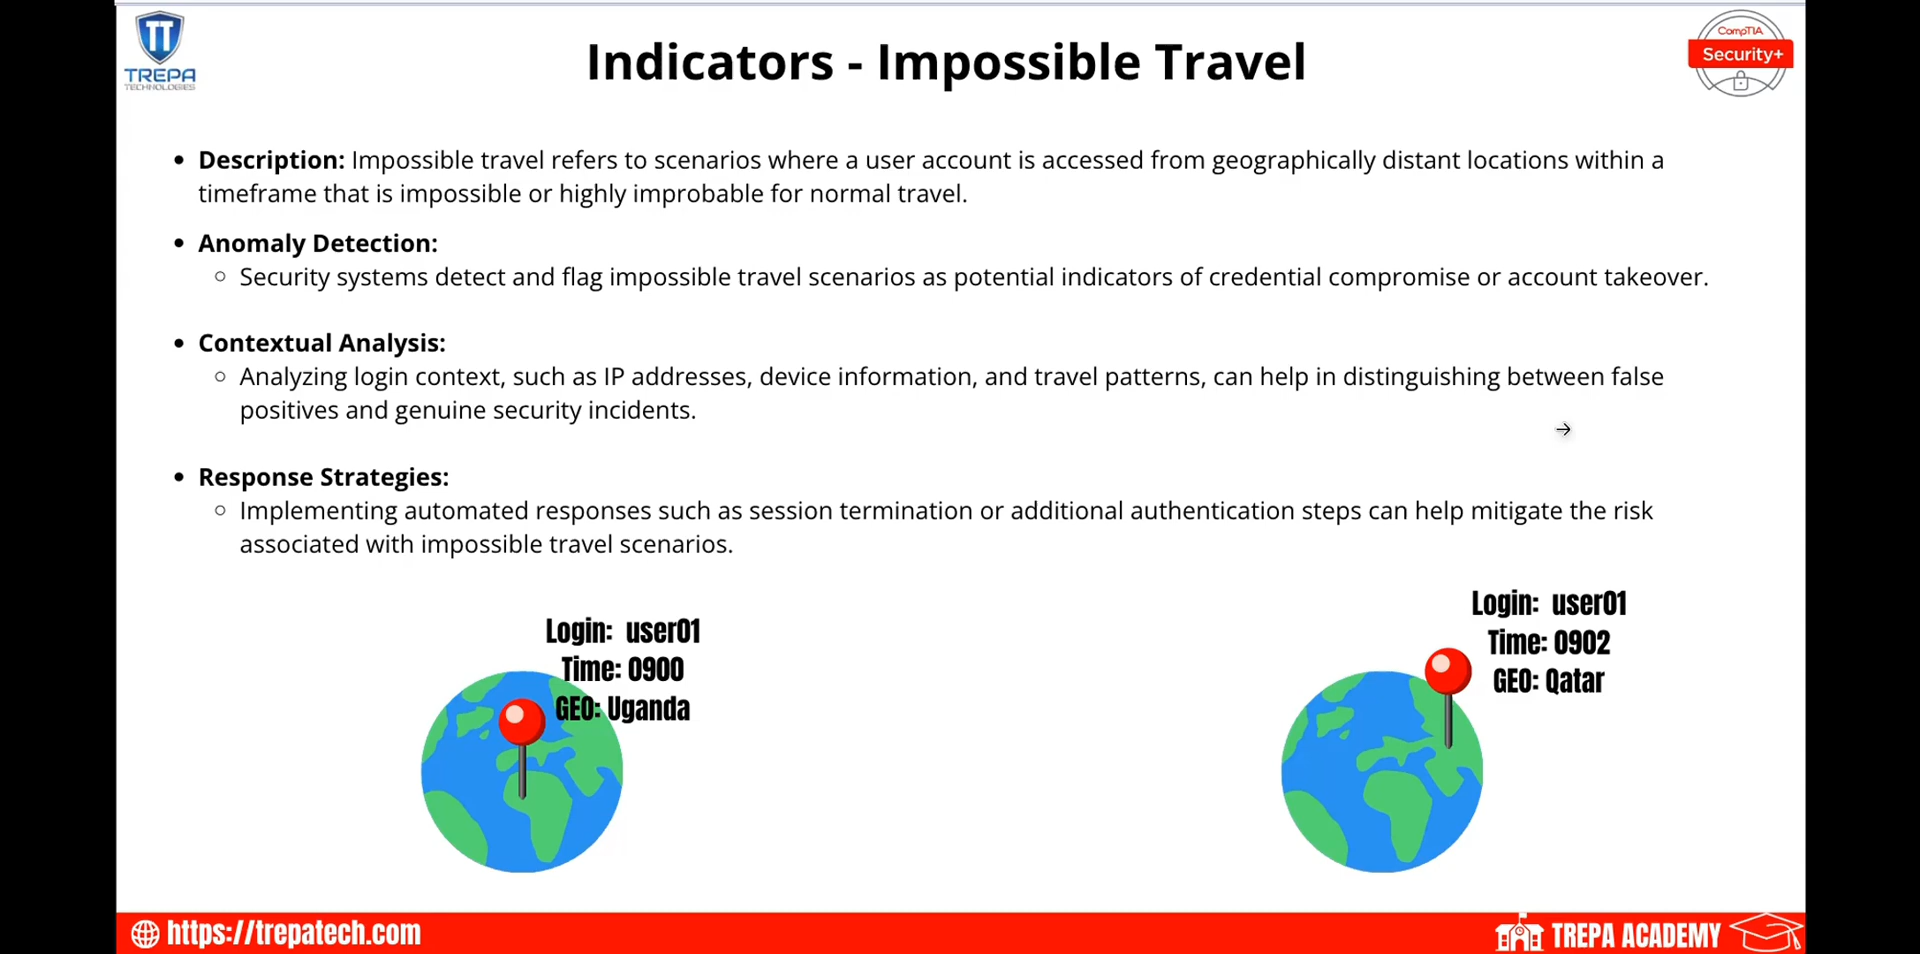 TREPA
TECHNOLOGIES
Indicators - Impossible Travel
CompTIA
Security+
• Description: Impossible travel refers to scenarios where a user account is accessed from geographically distant locations within a
timeframe that is impossible or highly improbable for normal travel.
• Anomaly Detection:
○ Security systems detect and flag impossible travel scenarios as potential indicators of credential compromise or account takeover.
• Contextual Analysis:
○ Analyzing login context, such as IP addresses, device information, and travel patterns, can help in distinguishing between false
positives and genuine security incidents.
• Response Strategies:
○ Implementing automated responses such as session termination or additional authentication steps can help mitigate the risk
associated with impossible travel scenarios.
Login: user01
Time: 0900
GEO: Uganda
Login: user01
Time: 0902
GEO: Qatar
https://trepatech.com
TREPA ACADEMY